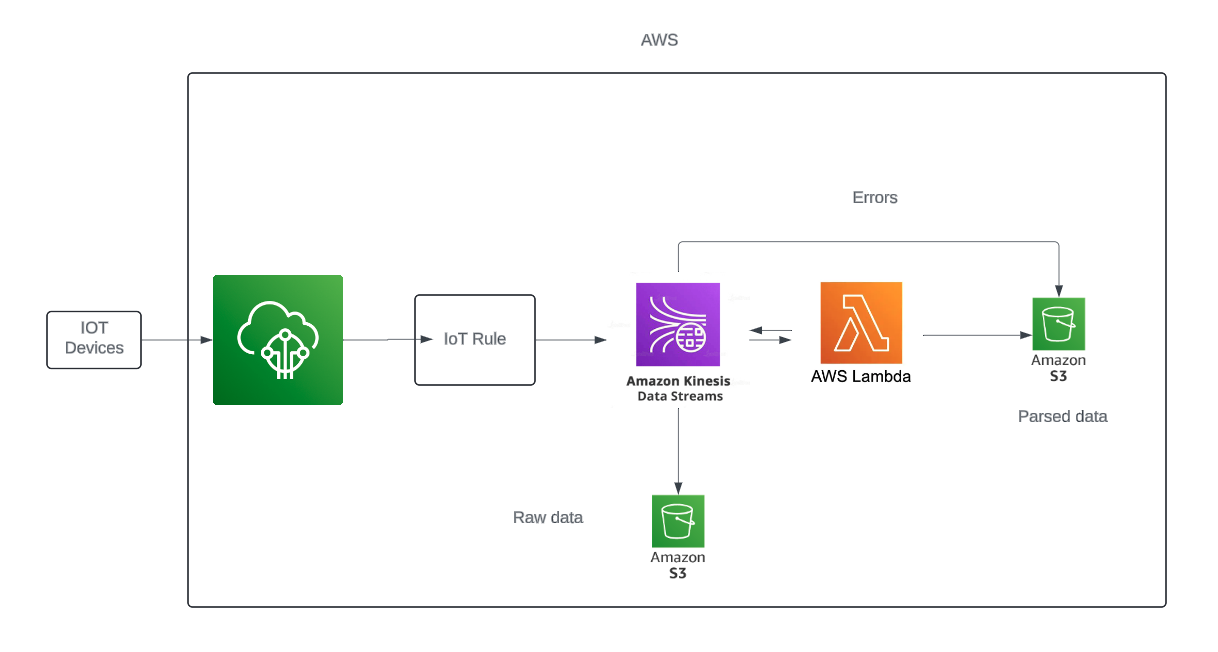 AWS
Errors
IOT
Devices
IoT Rule
Amazon Kinesis
Data Streams
AWS Lambda
Amazon
S3
Parsed data
Raw data
Amazon
S3